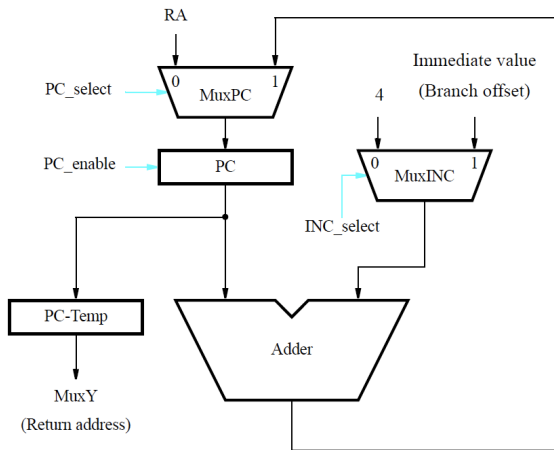 RA
Immediate value
(Branch offset)
PC_select
0
1
MuxPC
4
PC_enable
PC
0
1
MuxINC
INC_select
PC-Temp
Adder
MuxY
(Return address)